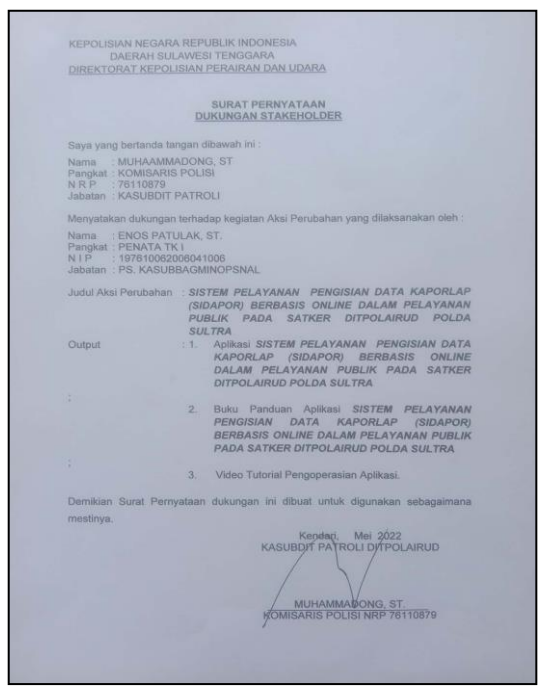 KEPOLISIAN NEGARA REPUBLIK INDONESIA
DAERAH SULAWESI TENGGARA
DIREKTORAT KEPOLISIAN PERAIRAN DAN UDARA
SURAT PERNYATAAN
DUKUNGAN STAKEHOLDER
Saya yang bertanda tangan dibawah ini :
Nama : MUHAAMMADONG, ST
Pangkat : KOMISARIS POLISI
N R P : 76110879
Jabatan : KASUBDIT PATROLI
Menyatakan dukungan terhadap kegiatan Aksi Perubahan yang dilaksanakan oleh :
Nama : ENOS PATULAK, ST.
Pangkat : PENATA TK I
N I P : 197610062006041006
Jabatan : PS. KASUBBAGMINOPSNAL
Judul Aksi Perubahan : SISTEM PELAYANAN PENGISIAN DATA KAPORLAP
(SIDAPOR) BERBASIS ONLINE DALAM PELAYANAN
PUBLIK PADA SATKER DITPOLAIRUD POLDA
SULTRA
Output : 1. Aplikasi SISTEM PELAYANAN PENGISIAN DATA
KAPORLAP (SIDAPOR) BERBASIS ONLINE
DALAM PELAYANAN PUBLIK PADA SATKER
DITPOLAIRUD POLDA SULTRA
:
2. Buku Panduan Aplikasi SISTEM PELAYANAN
PENGISIAN DATA KAPORLAP (SIDAPOR)
BERBASIS ONLINE DALAM PELAYANAN PUBLIK
PADA SATKER DITPOLAIRUD POLDA SULTRA
:
3. Video Tutorial Pengoperasian Aplikasi.
Demikian Surat Pernyataan dukungan ini dibuat untuk digunakan sebagaimana
mestinya.
Kendari, Mei 2022
KASUBDIT PATROLI DITPOLAIRUD
MUHAMMADONG, ST.
KOMISARIS POLISI NRP 76110879